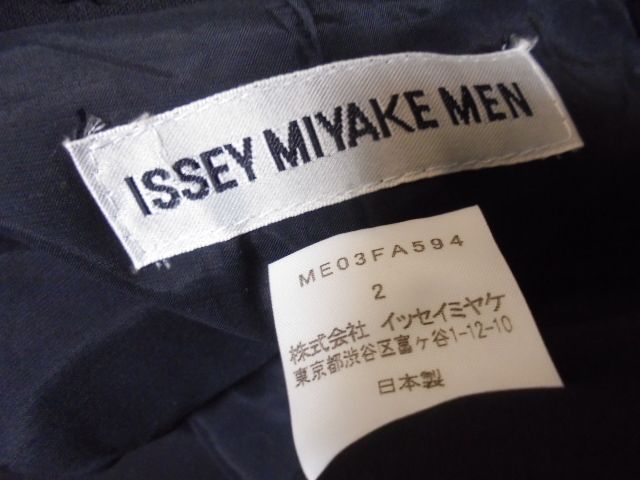 ISSEY MIYAKE MEN
ME03FA594
2
株式会社 イッセイミヤケ
東京都渋谷区富ヶ谷1-12-10
日本製